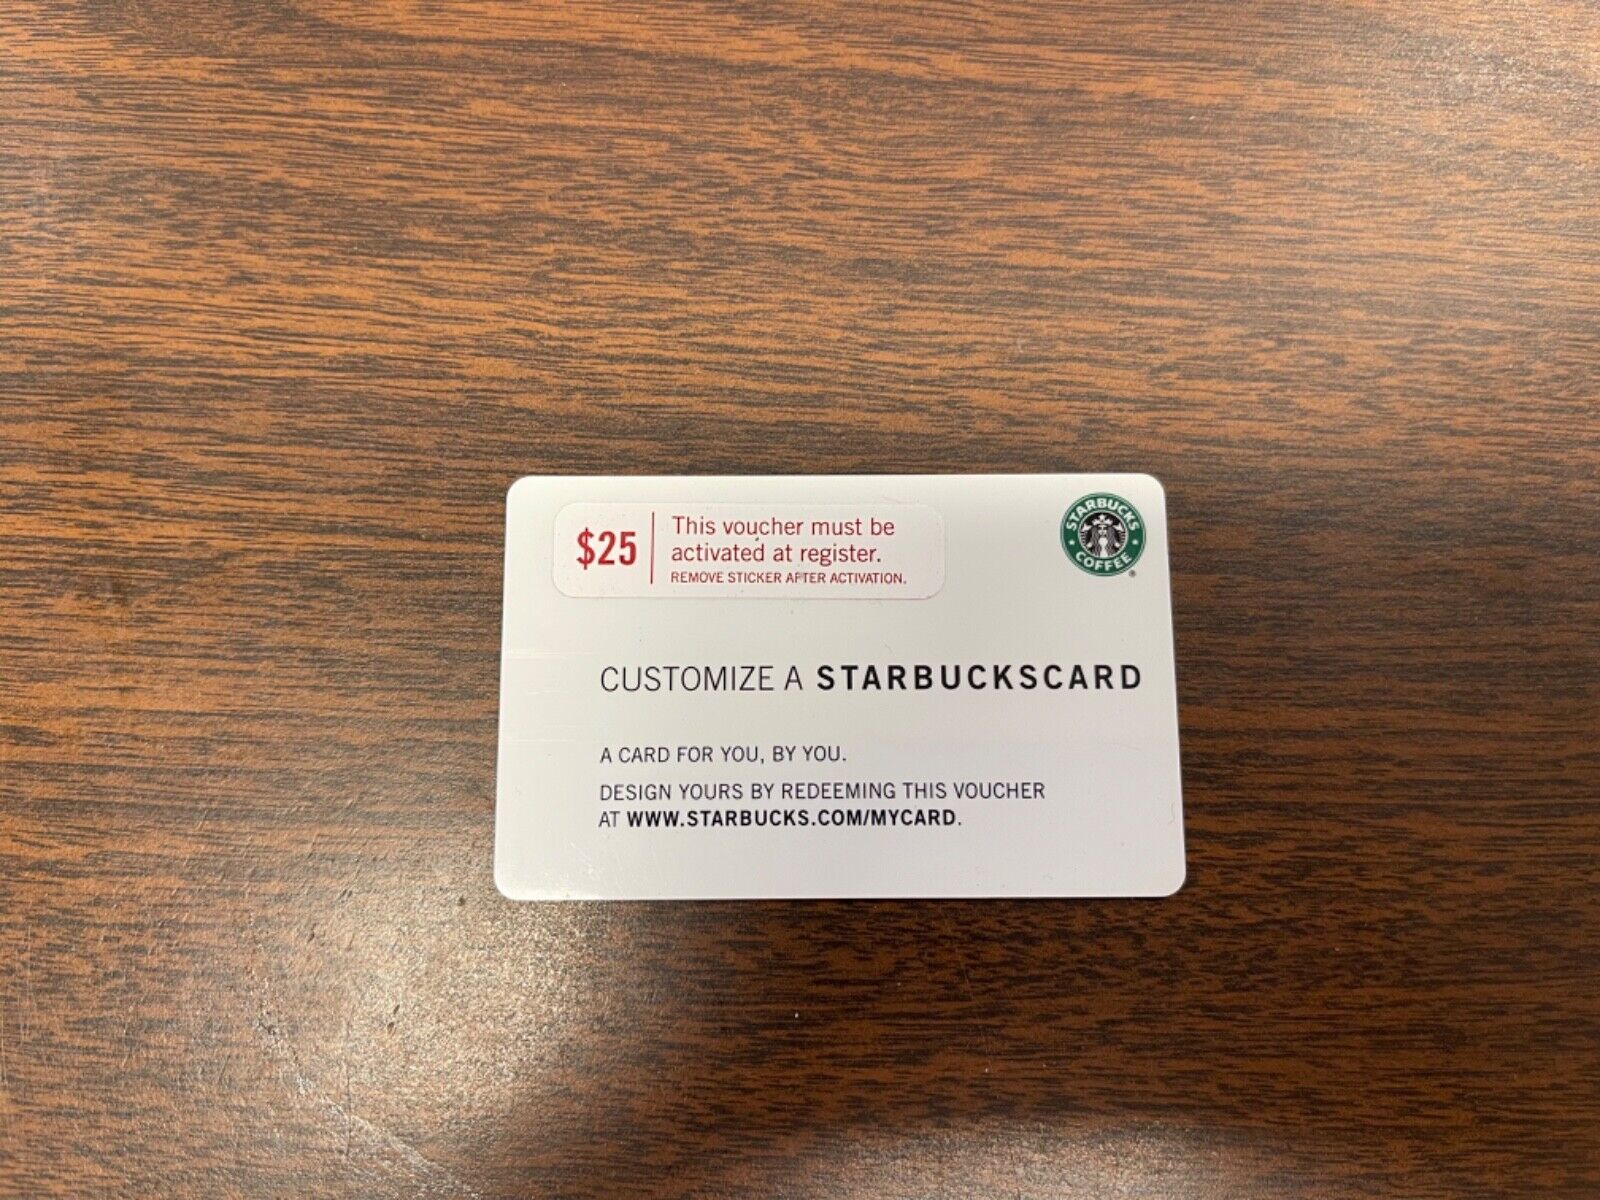 $25
This voucher must be
activated at register.
REMOVE STICKER AFTER ACTIVATION.
STARBUCKS
COFFEE
®
CUSTOMIZE A STARBUCKSCARD
A CARD FOR YOU, BY YOU.
DESIGN YOURS BY REDEEMING THIS VOUCHER
AT WWW.STARBUCKS.COM/MYCARD.